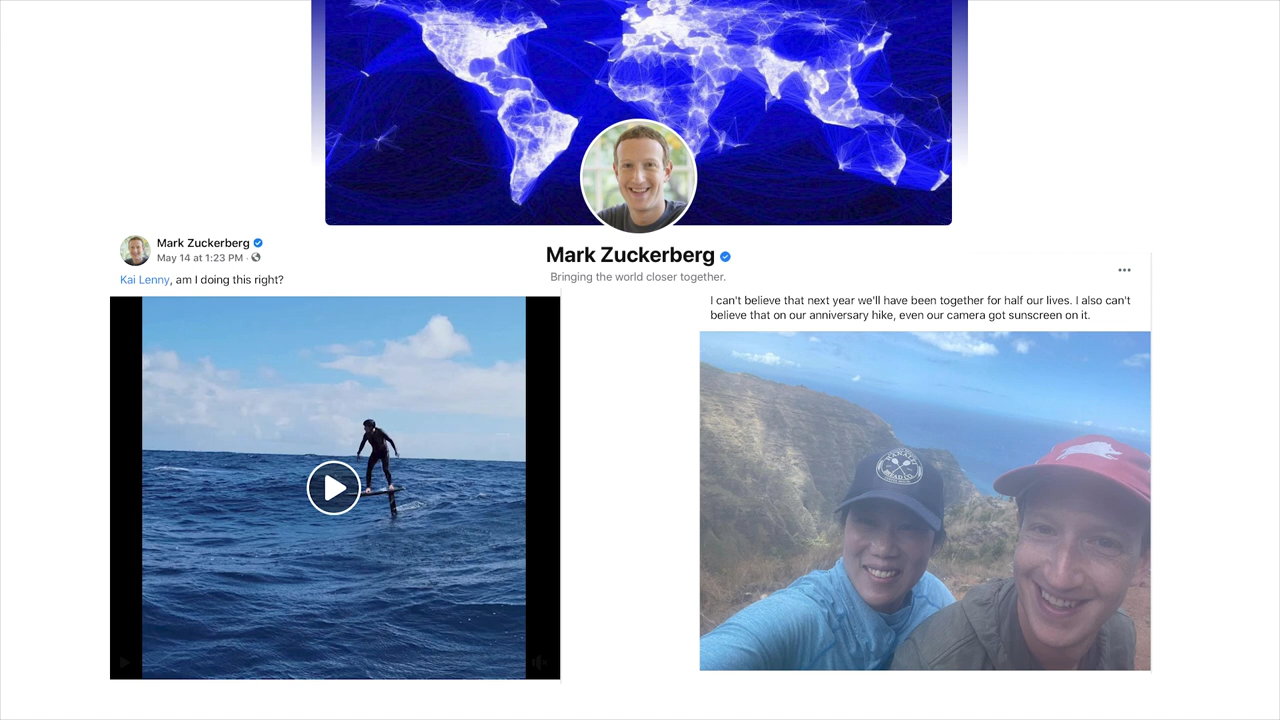 Mark Zuckerberg
May 14 at 1:23 PM ·
Kai Lenny, am I doing this right?
Mark Zuckerberg
Bringing the world closer together.
I can't believe that next year we'll have been together for half our lives. I also can't
believe that on our anniversary hike, even our camera got sunscreen on it.